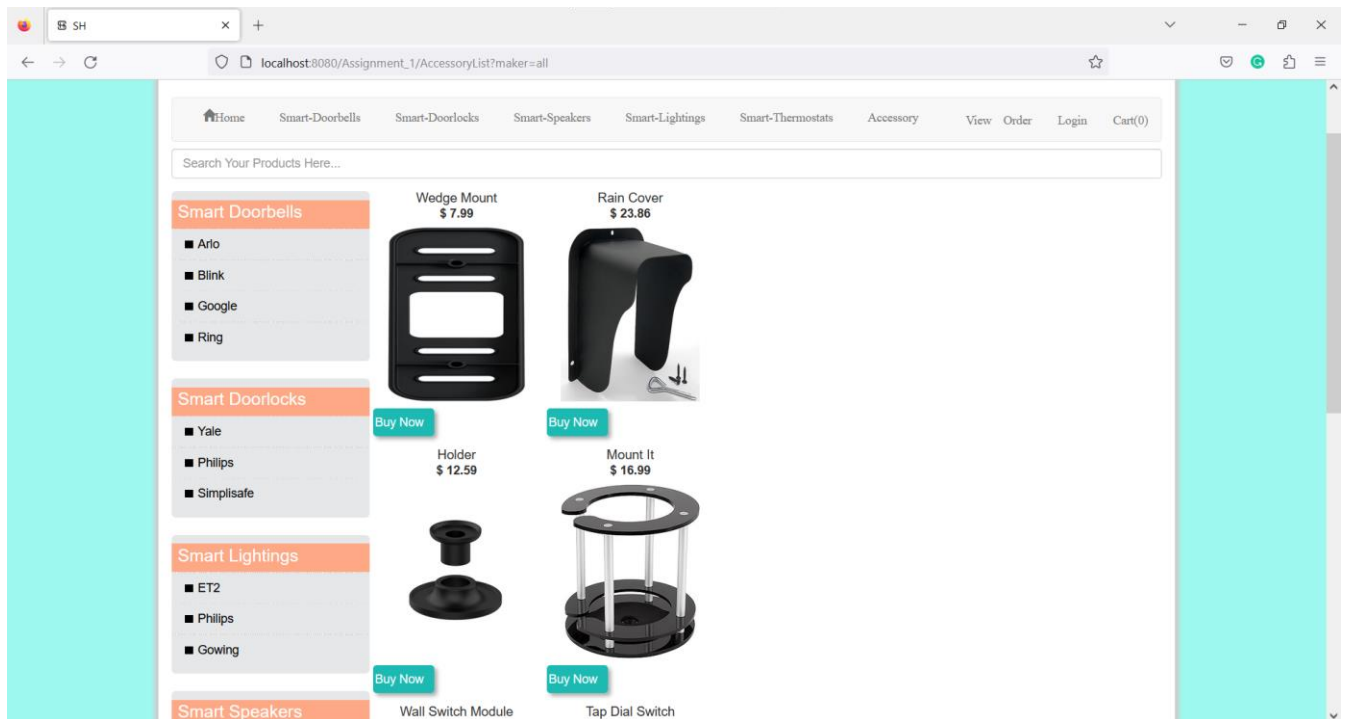 SH
localhost:8080/Assignment_1/AccessoryList?maker=all
Home Smart-Doorbells Smart-Doorlocks Smart-Speakers Smart-Lightings Smart-Thermostats Accessory View Order Login Cart(0)
Search Your Products Here...
Smart Doorbells
Arlo
Blink
Google
Ring
Smart Doorlocks
Yale
Philips
Simplisafe
Smart Lightings
ET2
Philips
Gowing
Smart Speakers
Wedge Mount
$ 7.99
Buy Now
Rain Cover
$ 23.86
Buy Now
Holder
$ 12.59
Buy Now
Mount It
$ 16.99
Buy Now
Wall Switch Module
Tap Dial Switch